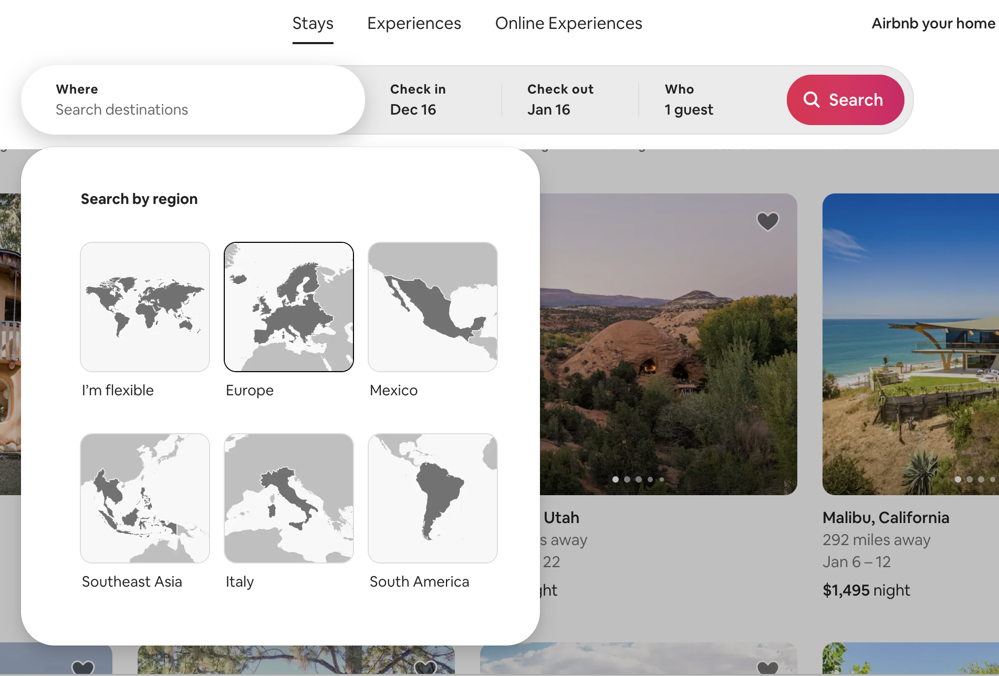 Stays
Experiences
Online Experiences
Airbnb your home
Where
Search destinations
Check in
Dec 16
Check out
Jan 16
Who
1 guest
Search
Search by region
I'm flexible
Europe
Mexico
Southeast Asia
Italy
South America
Utah
away
22
Malibu, California
292 miles away
Jan 6 – 12
$1,495 night